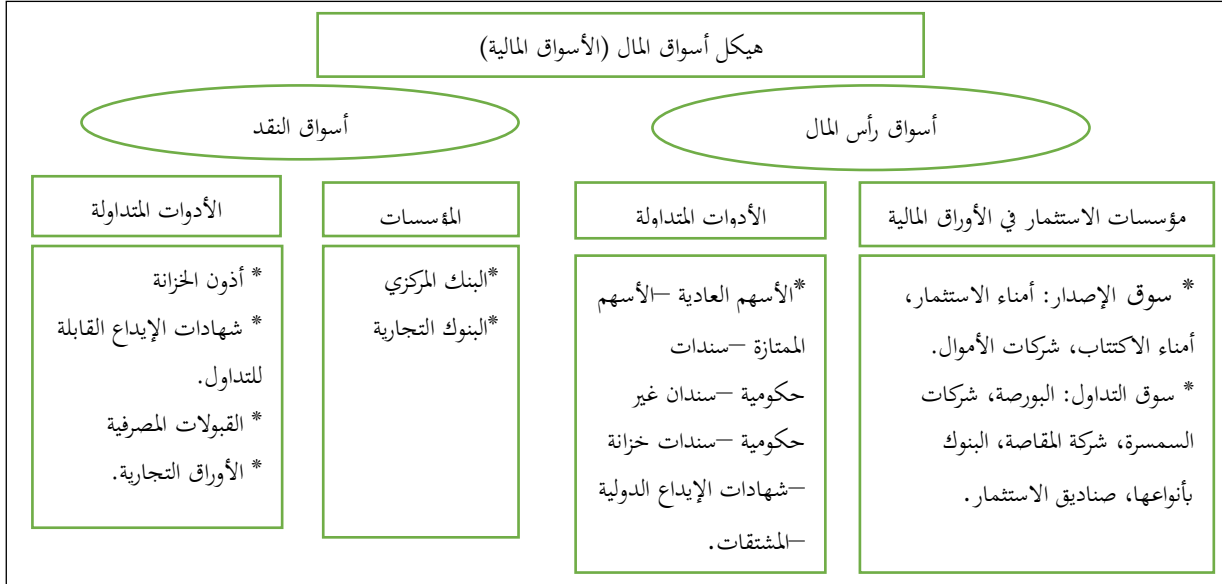 هيكل أسواق المال (الأسواق المالية)
أسواق رأس المال
أسواق النقد
مؤسسات الاستثمار في الأوراق المالية
الأدوات المتداولة
المؤسسات
الأدوات المتداولة
* سوق الإصدار: أمناء الاستثمار،
أمناء الاكتتاب، شركات الأموال.
* سوق التداول: البورصة، شركات
السمسرة، شركة المقاصة، البنوك
بأنواعها، صناديق الاستثمار.
*الأسهم العادية –الأسهم
الممتازة –سندات
حكومية –سندان غير
حكومية –سندات خزانة
–شهادات الإيداع الدولية
–المشتقات.
*البنك المركزي
*البنوك التجارية
* أذون الخزانة
* شهادات الإيداع القابلة
للتداول.
* القبولات المصرفية
* الأوراق التجارية.